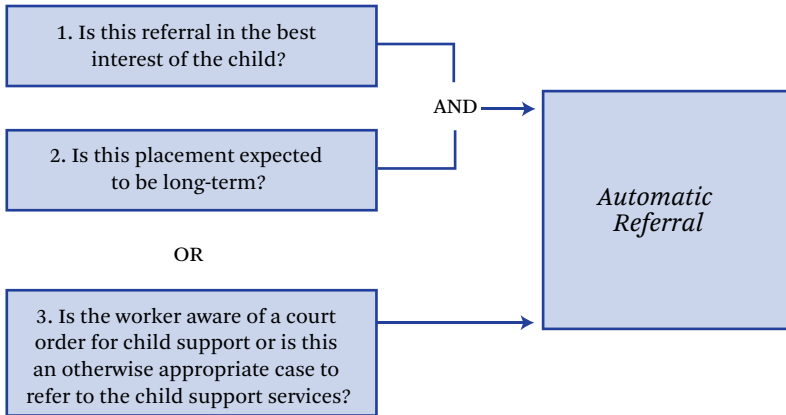 1. Is this referral in the best
interest of the child?
AND
2. Is this placement expected
to be long-term?
Automatic
Referral
OR
3. Is the worker aware of a court
order for child support or is this
an otherwise appropriate case to
refer to the child support services?